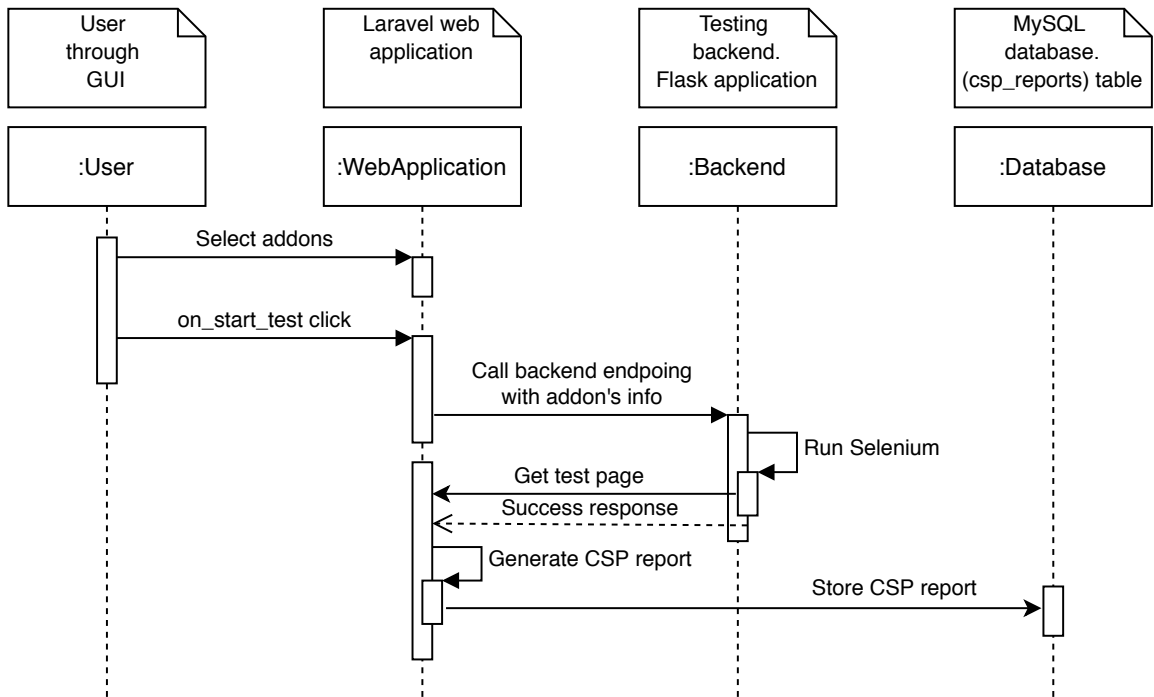 User
through
GUI
Laravel web
application
Testing
backend.
Flask application
MySQL
database.
(csp_reports) table
:User
:WebApplication
:Backend
:Database
Select addons
on_start_test click
Call backend endpoing
with addon's info
Run Selenium
Get test page
Success response
Generate CSP report
Store CSP report